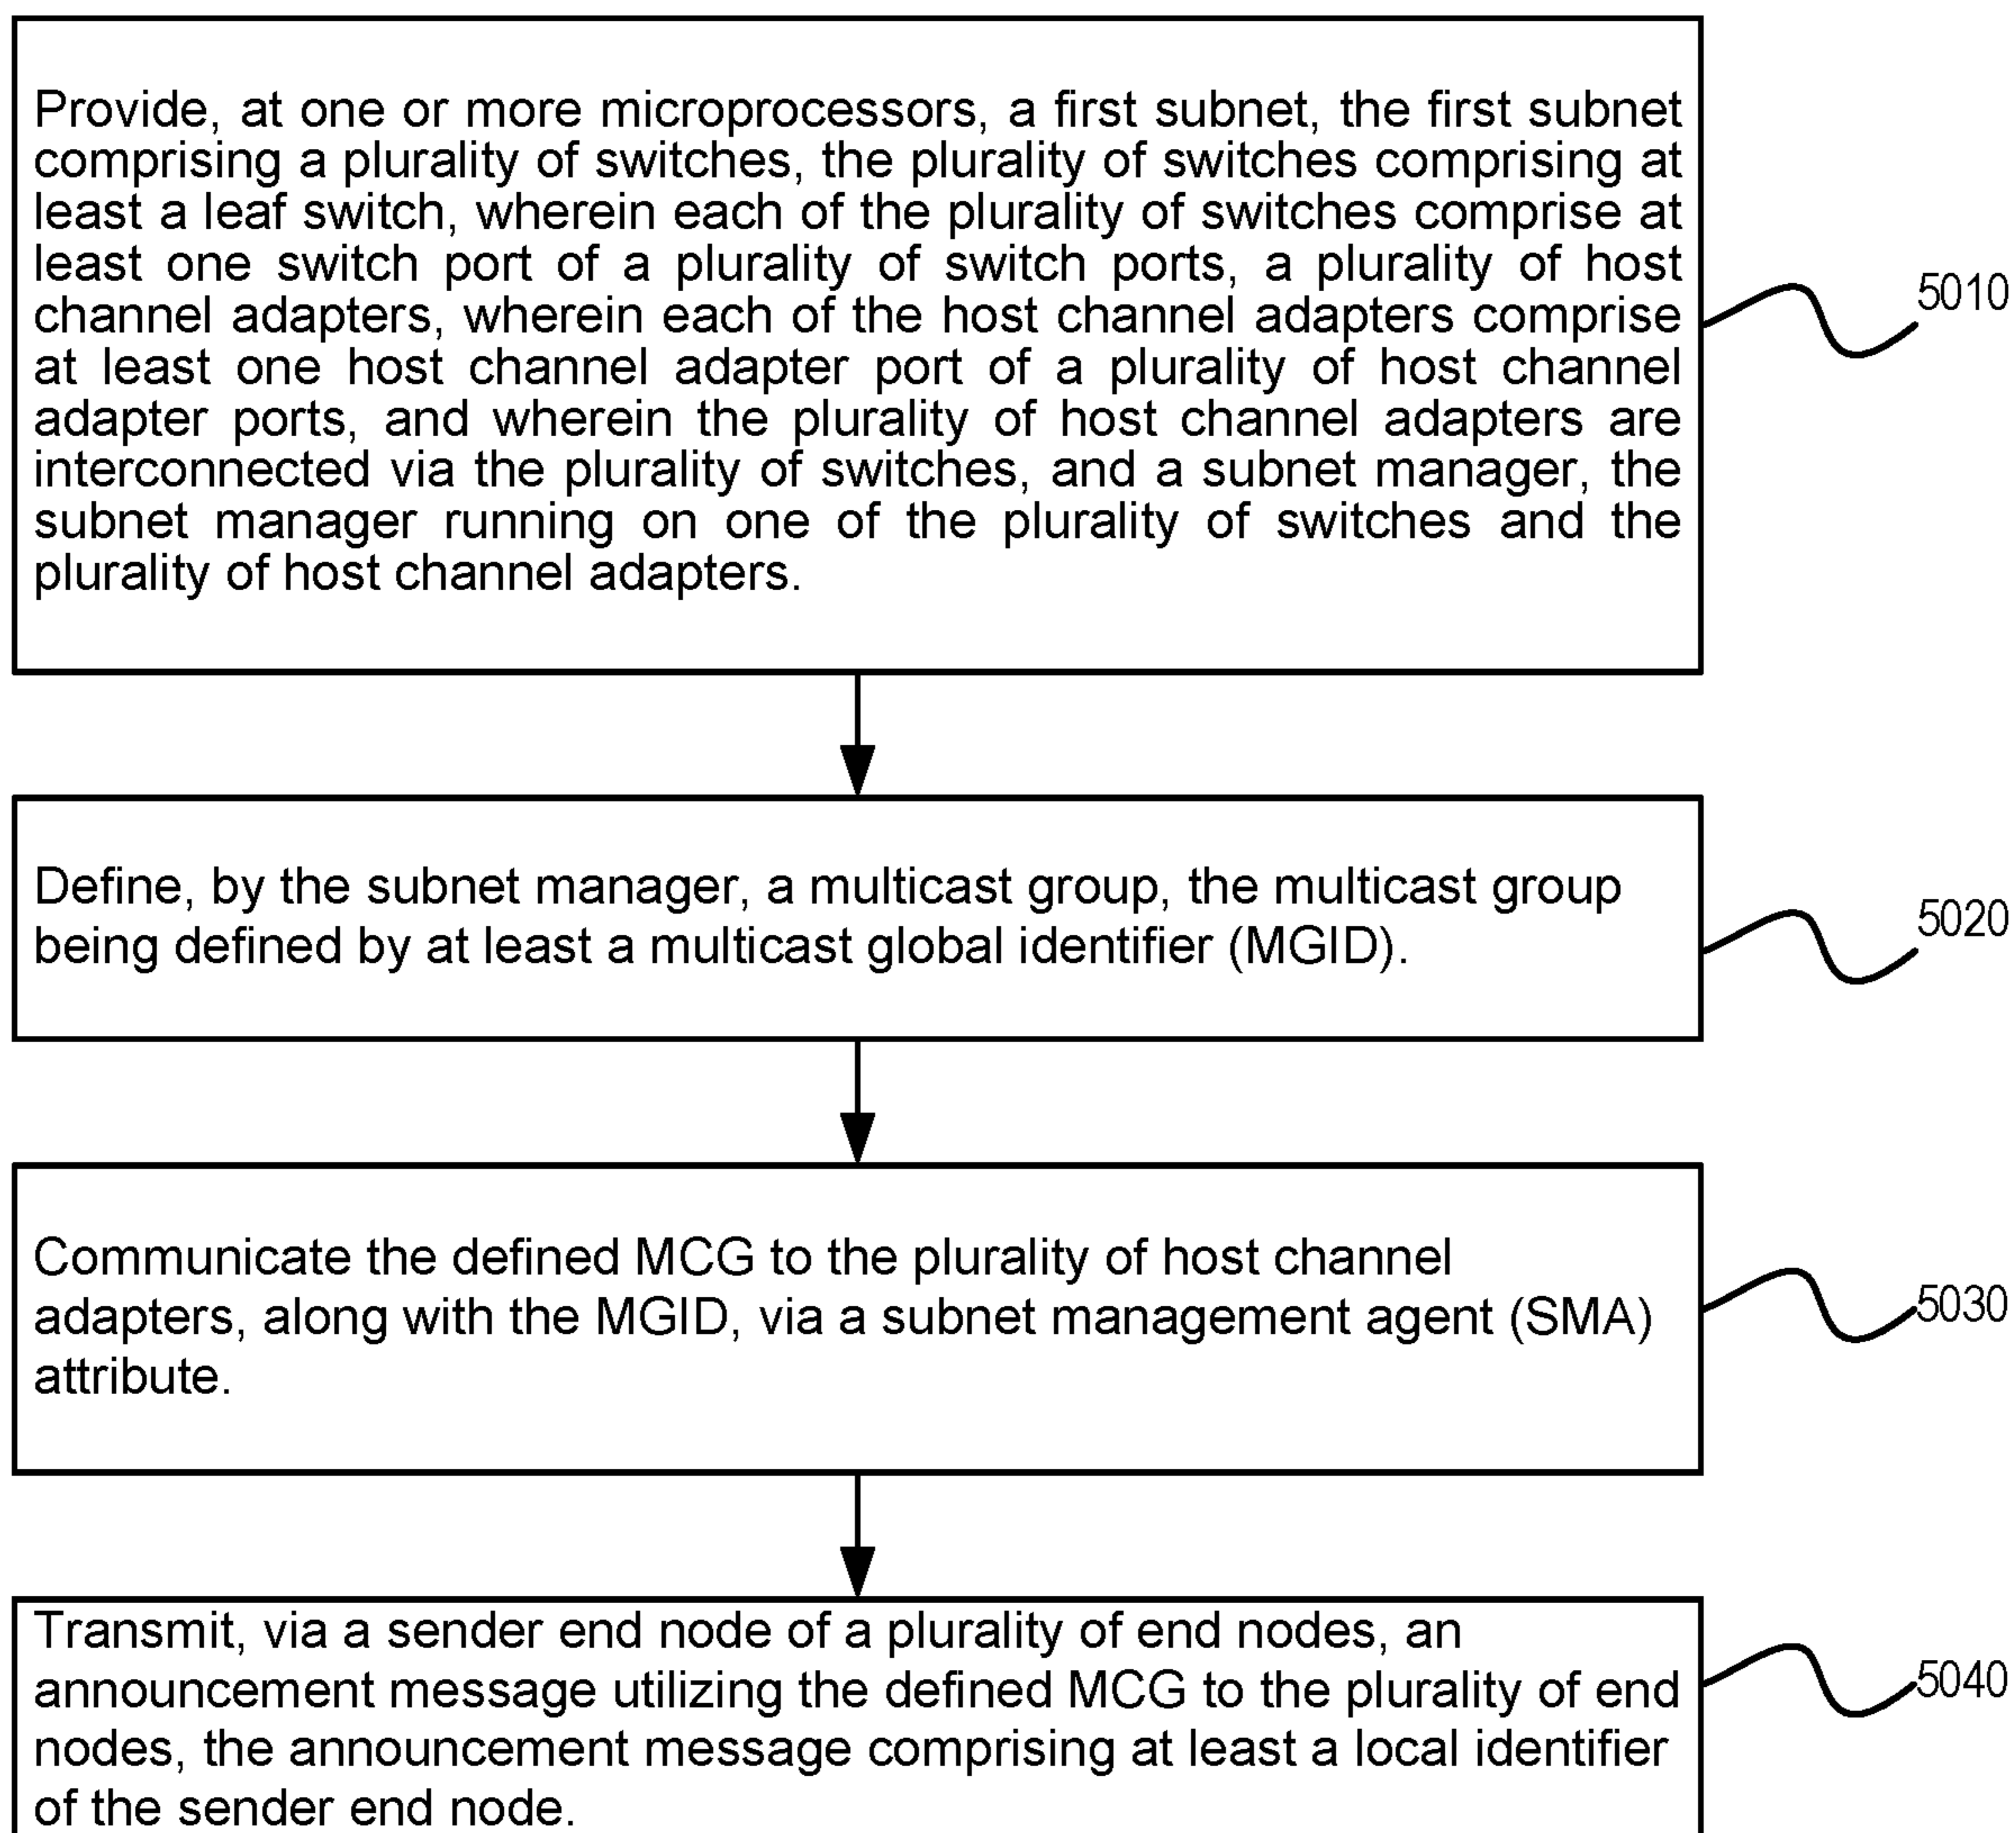 Provide, at one or more microprocessors, a first subnet, the first subnet
comprising a plurality of switches, the plurality of switches comprising at
least a leaf switch, wherein each of the plurality of switches comprise at
least one switch port of a plurality of switch ports, a plurality of host
channel adapters, wherein each of the host channel adapters comprise
at least one host channel adapter port of a plurality of host channel
adapter ports, and wherein the plurality of host channel adapters are
interconnected via the plurality of switches, and a subnet manager, the
subnet manager running on one of the plurality of switches and the
plurality of host channel adapters.
5010
Define, by the subnet manager, a multicast group, the multicast group
being defined by at least a multicast global identifier (MGID).
5020
Communicate the defined MCG to the plurality of host channel
adapters, along with the MGID, via a subnet management agent (SMA)
attribute.
5030
Transmit, via a sender end node of a plurality of end nodes, an
announcement message utilizing the defined MCG to the plurality of end
nodes, the announcement message comprising at least a local identifier
of the sender end node.
5040